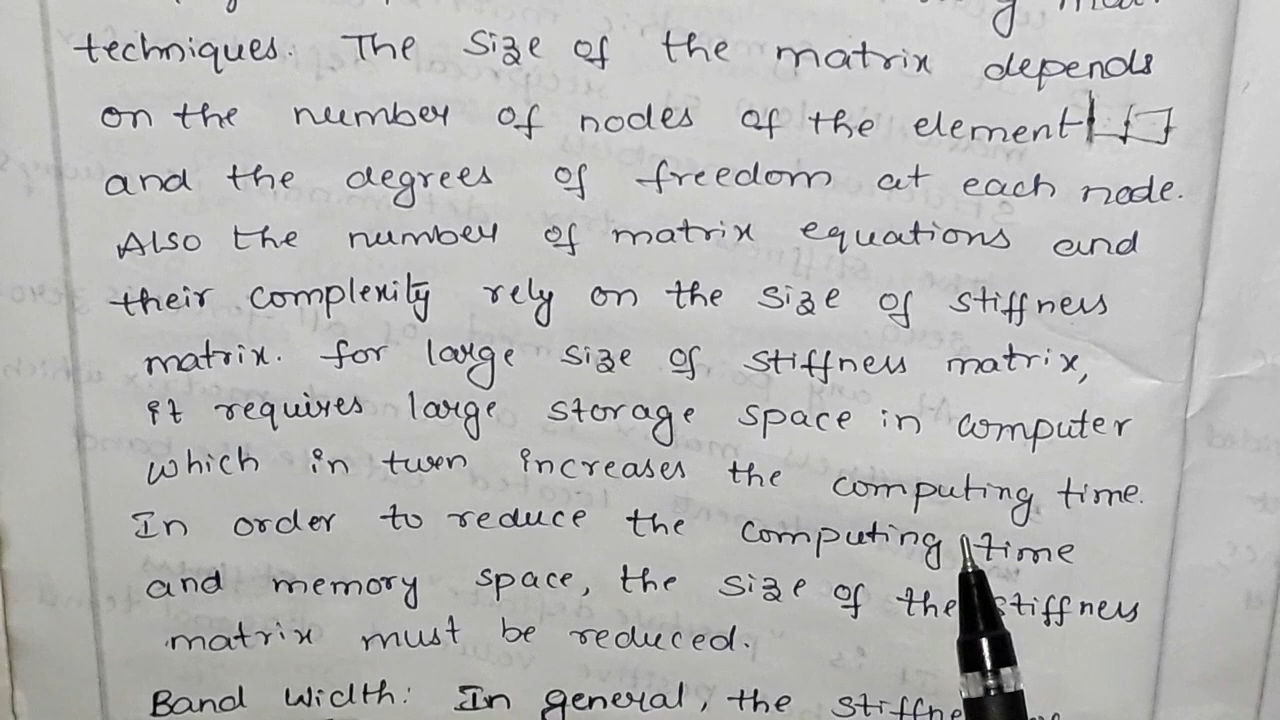 techniques. The size of the matrix depends
on the number of nodes of the element
and the degrees of freedom at each node.
Also the number of matrix equations and
their complexity rely on the size of stiffness
matrix. for large size of stiffness matrix,
it requires large storage space in computer
which in turn increases the computing time.
In order to reduce the computing time
and memory space, the size of the stiffness
matrix must be reduced.
Band Width: In general, the